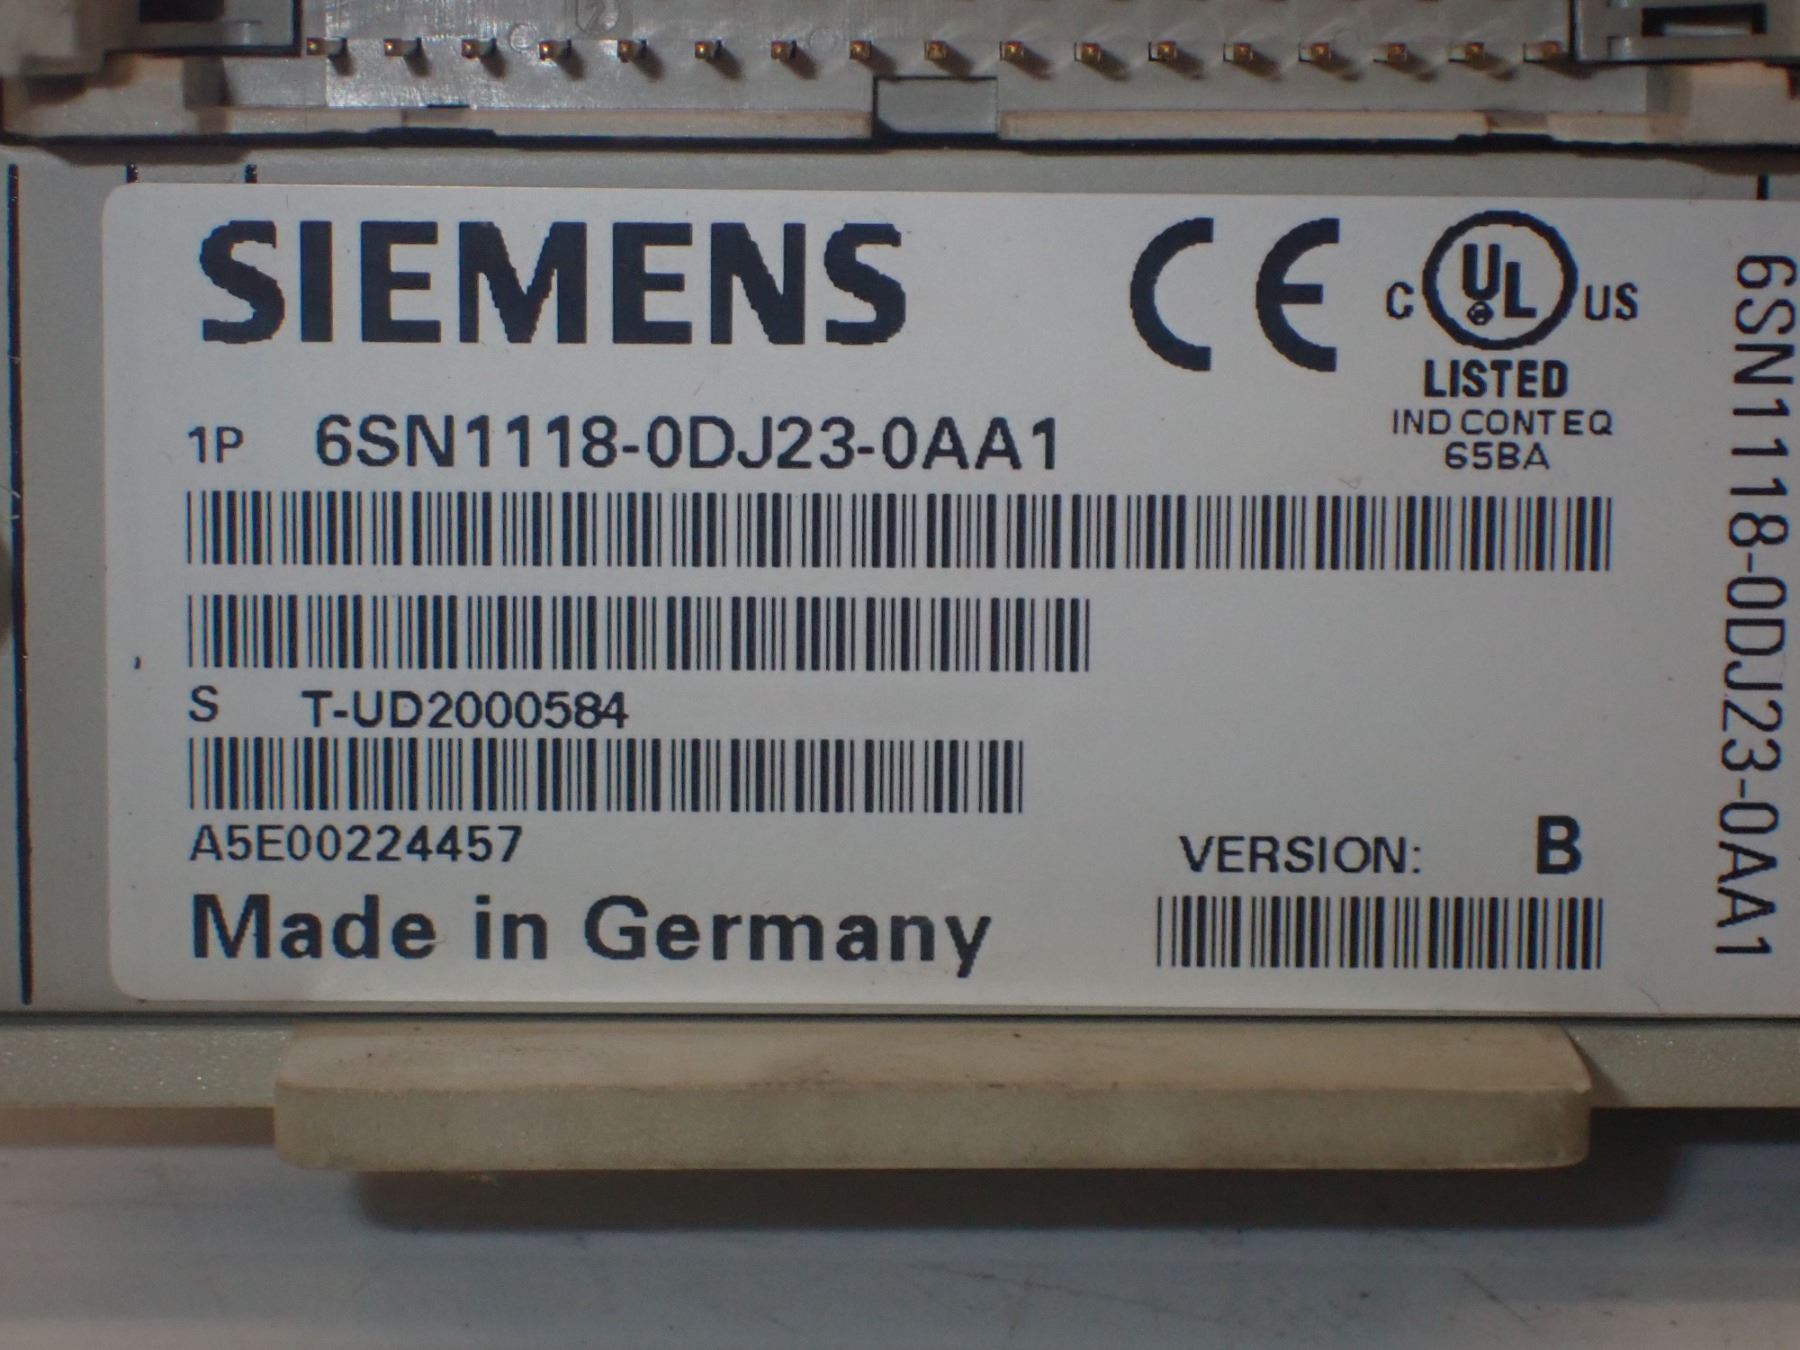 SIEMENS
CE
C UL US
LISTED
IND CONT EQ
65BA
1P 6SN1118-0DJ23-0AA1
S T-UD2000584
A5E00224457
VERSION: B
Made in Germany
6SN1118-0DJ23-0AA1